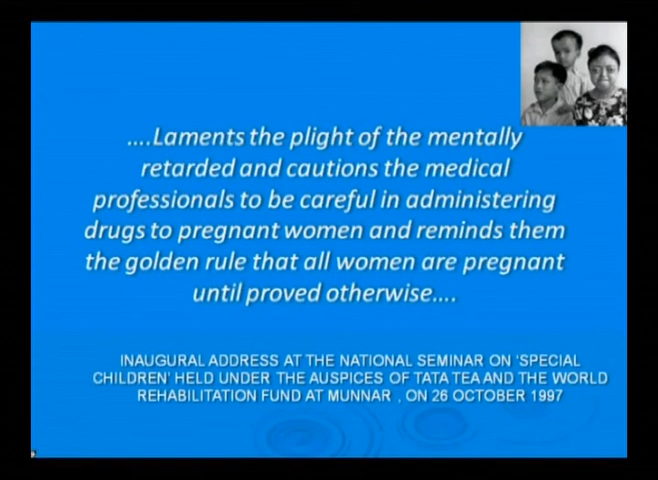 ....Laments the plight of the mentally
retarded and cautions the medical
professionals to be careful in administering
drugs to pregnant women and reminds them
the golden rule that all women are pregnant
until proved otherwise....
INAUGURAL ADDRESS AT THE NATIONAL SEMINAR ON 'SPECIAL
CHILDREN' HELD UNDER THE AUSPICES OF TATA TEA AND THE WORLD
REHABILITATION FUND AT MUNNAR , ON 26 OCTOBER 1997